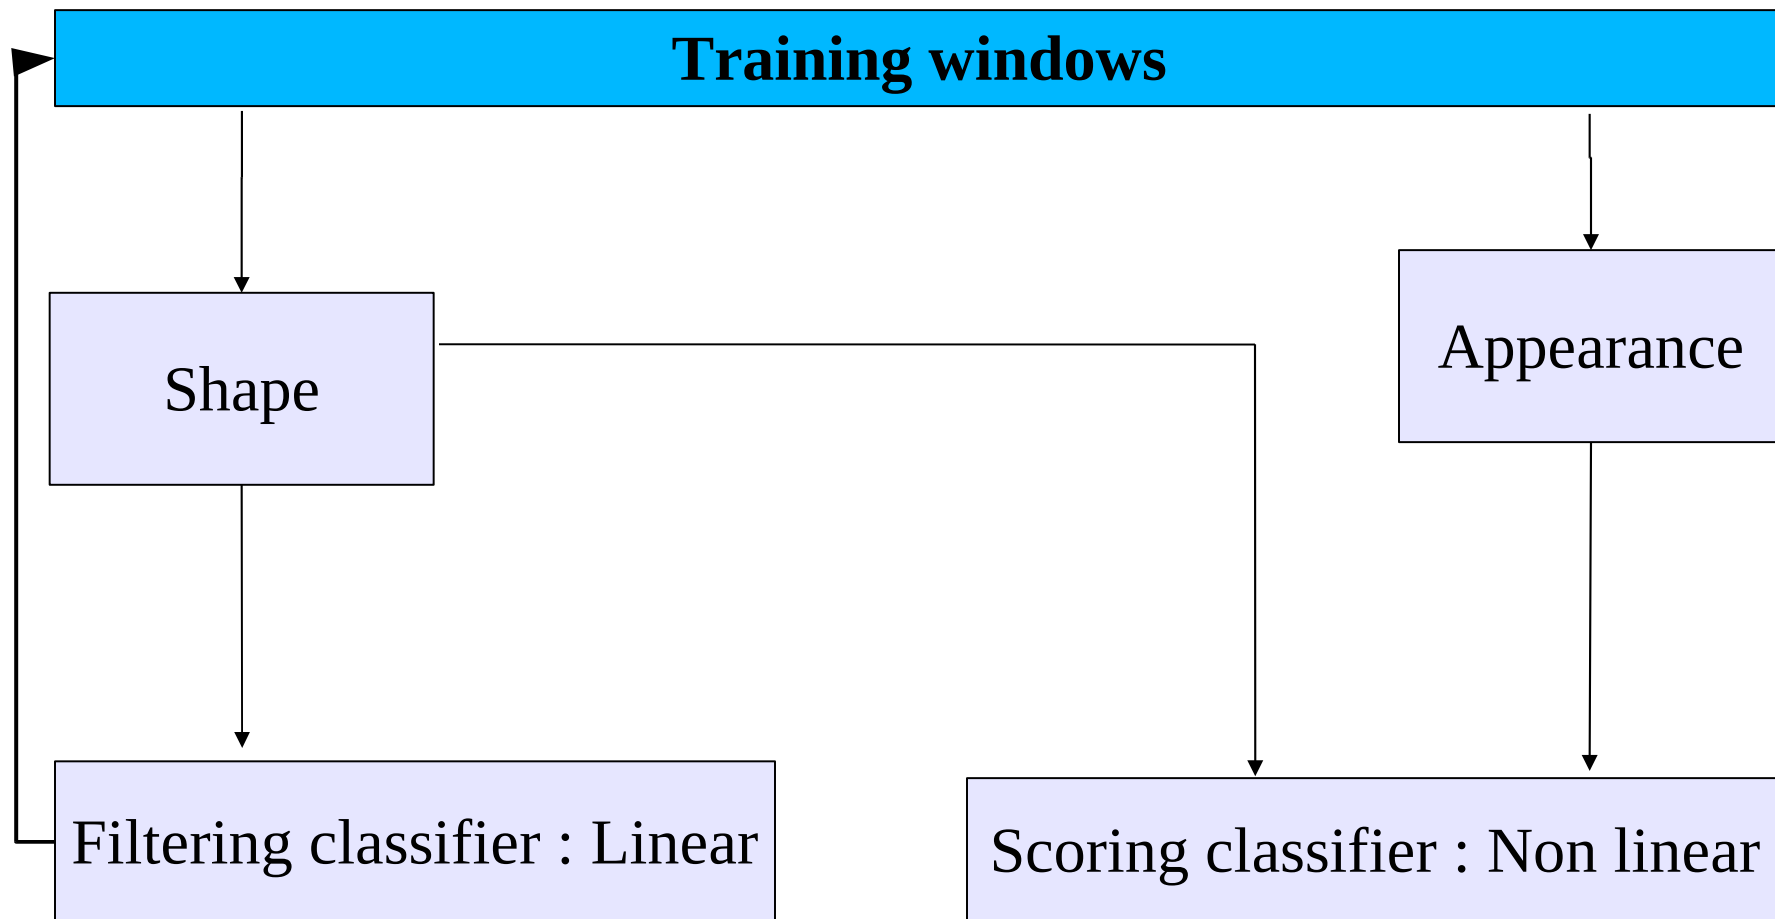 Training windows
Appearance
Shape
Filtering classifier : Linear
Scoring classifier : Non linear